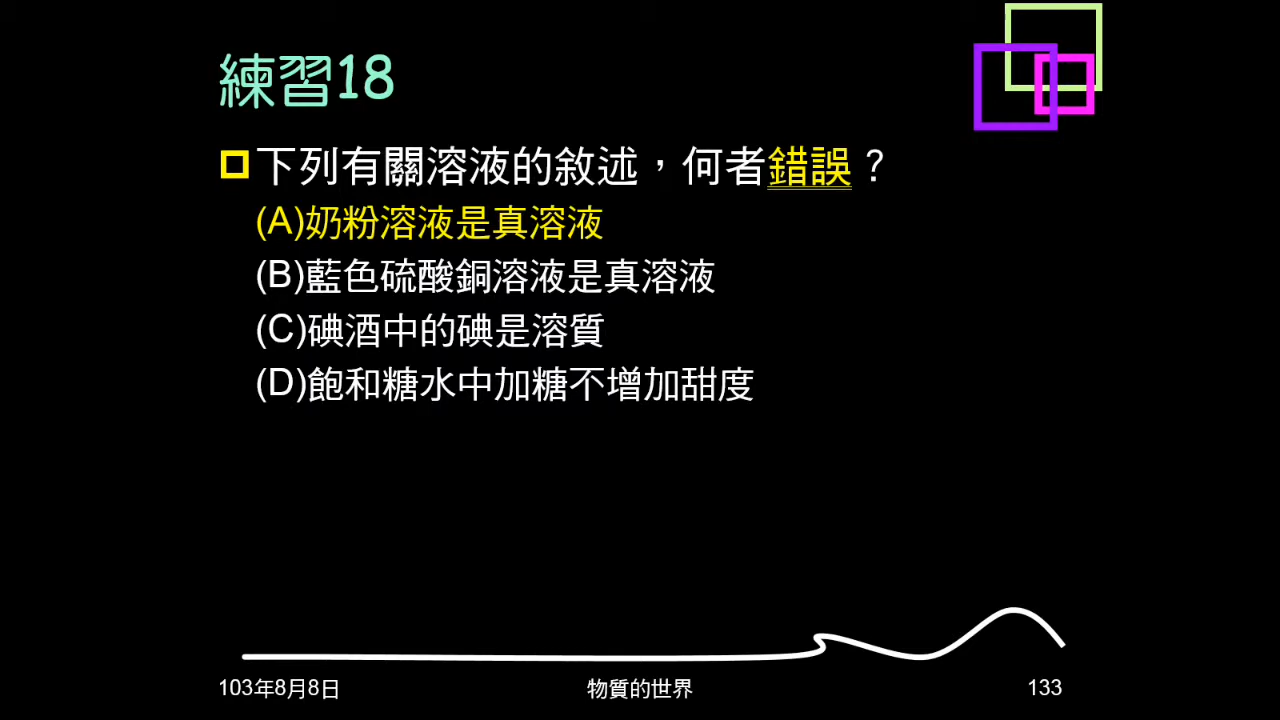 練習18
下列有關溶液的敘述，何者錯誤？
(A)奶粉溶液是真溶液
(B)藍色硫酸銅溶液是真溶液
(C)碘酒中的碘是溶質
(D)飽和糖水中加糖不增加甜度
103年8月8日
物質的世界
133